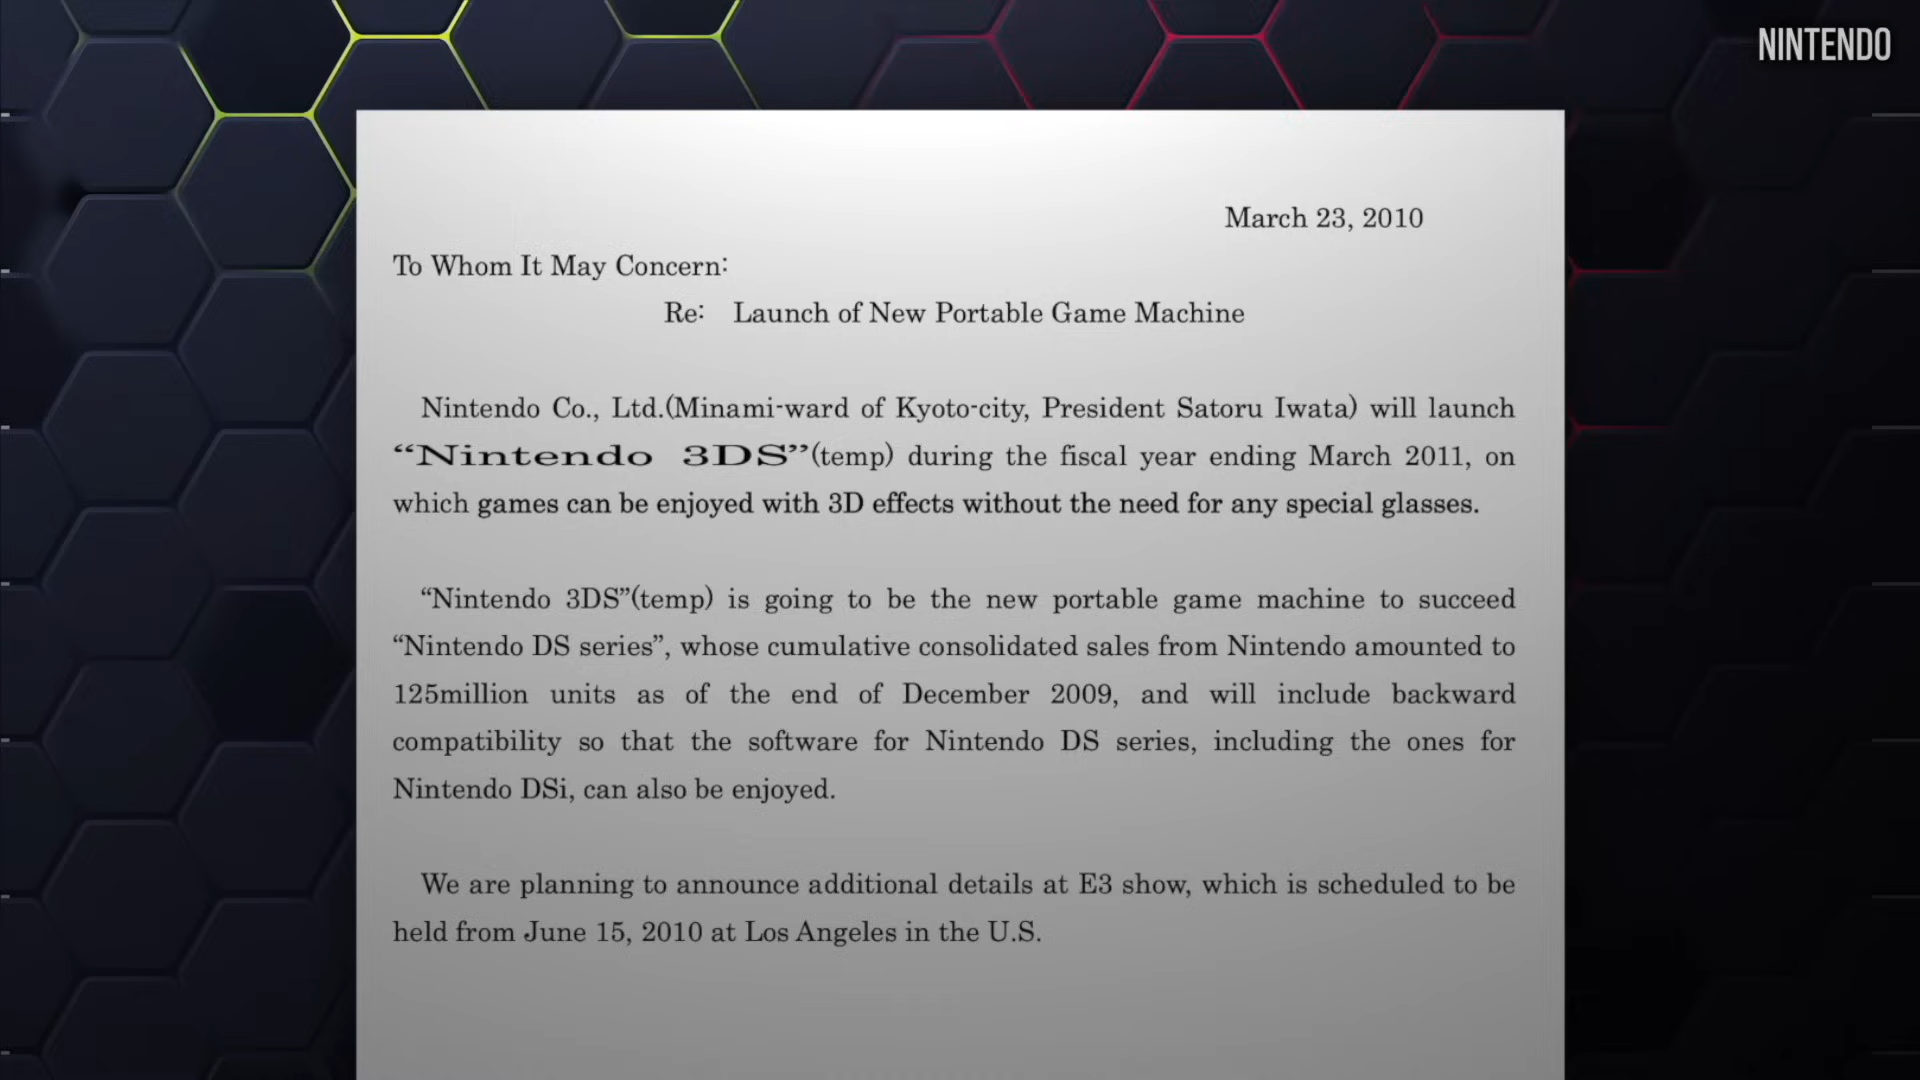 NINTENDO
March 23, 2010
To Whom It May Concern:
Re: Launch of New Portable Game Machine
Nintendo Co., Ltd.(Minami-ward of Kyoto-city, President Satoru Iwata) will launch
“Nintendo 3DS”(temp) during the fiscal year ending March 2011, on
which games can be enjoyed with 3D effects without the need for any special glasses.
“Nintendo 3DS”(temp) is going to be the new portable game machine to succeed
“Nintendo DS series”, whose cumulative consolidated sales from Nintendo amounted to
125million units as of the end of December 2009, and will include backward
compatibility so that the software for Nintendo DS series, including the ones for
Nintendo DSi, can also be enjoyed.
We are planning to announce additional details at E3 show, which is scheduled to be
held from June 15, 2010 at Los Angeles in the U.S.